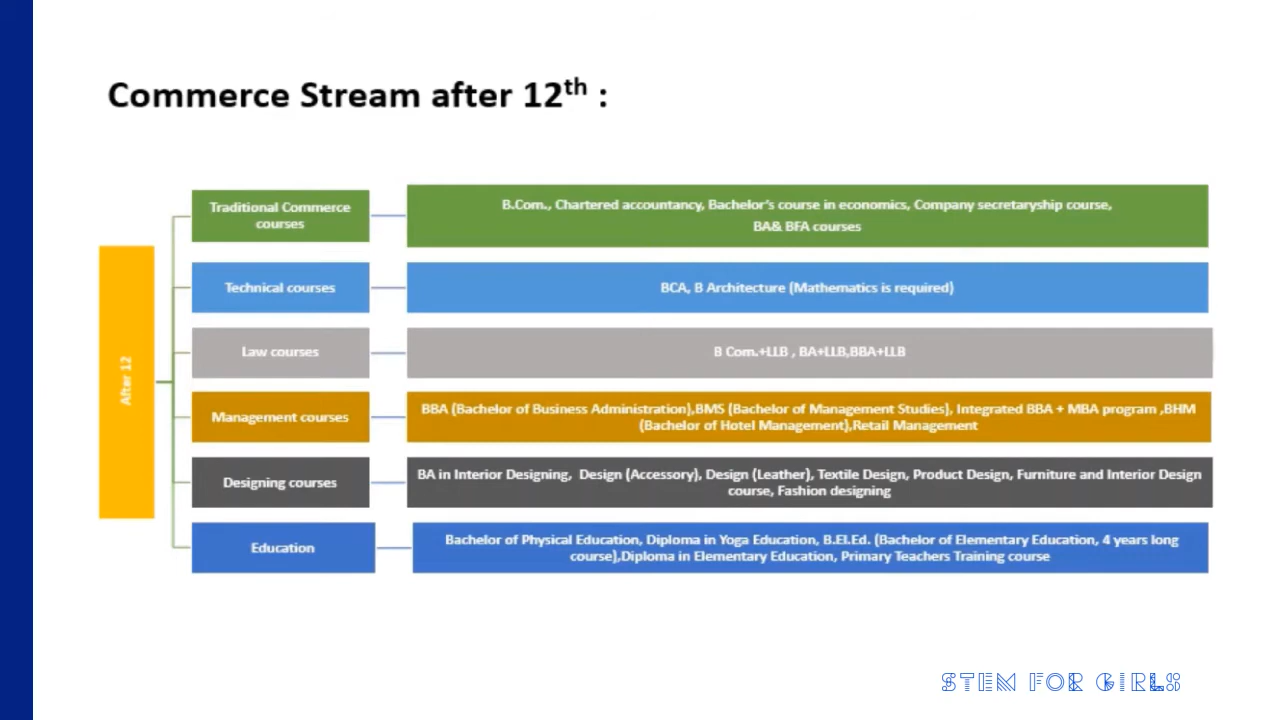 Commerce Stream after 12th :
After 12
Traditional Commerce
courses
B.Com., Chartered accountancy, Bachelor's course in economics, Company secretaryship course,
BA& BFA courses
Technical courses
BCA, B Architecture (Mathematics is required)
Law courses
B Com.+LLB , BA+LLB,BBA+LLB
Management courses
BBA (Bachelor of Business Administration),BMS (Bachelor of Management Studies), Integrated BBA + MBA program ,BHM
(Bachelor of Hotel Management),Retail Management
Designing courses
BA in Interior Designing,  Design (Accessory), Design (Leather), Textile Design, Product Design, Furniture and Interior Design
course, Fashion designing
Education
Bachelor of Physical Education, Diploma in Yoga Education, B.El.Ed. (Bachelor of Elementary Education, 4 years long
course),Diploma in Elementary Education, Primary Teachers Training course
STEM FOR GIRLS